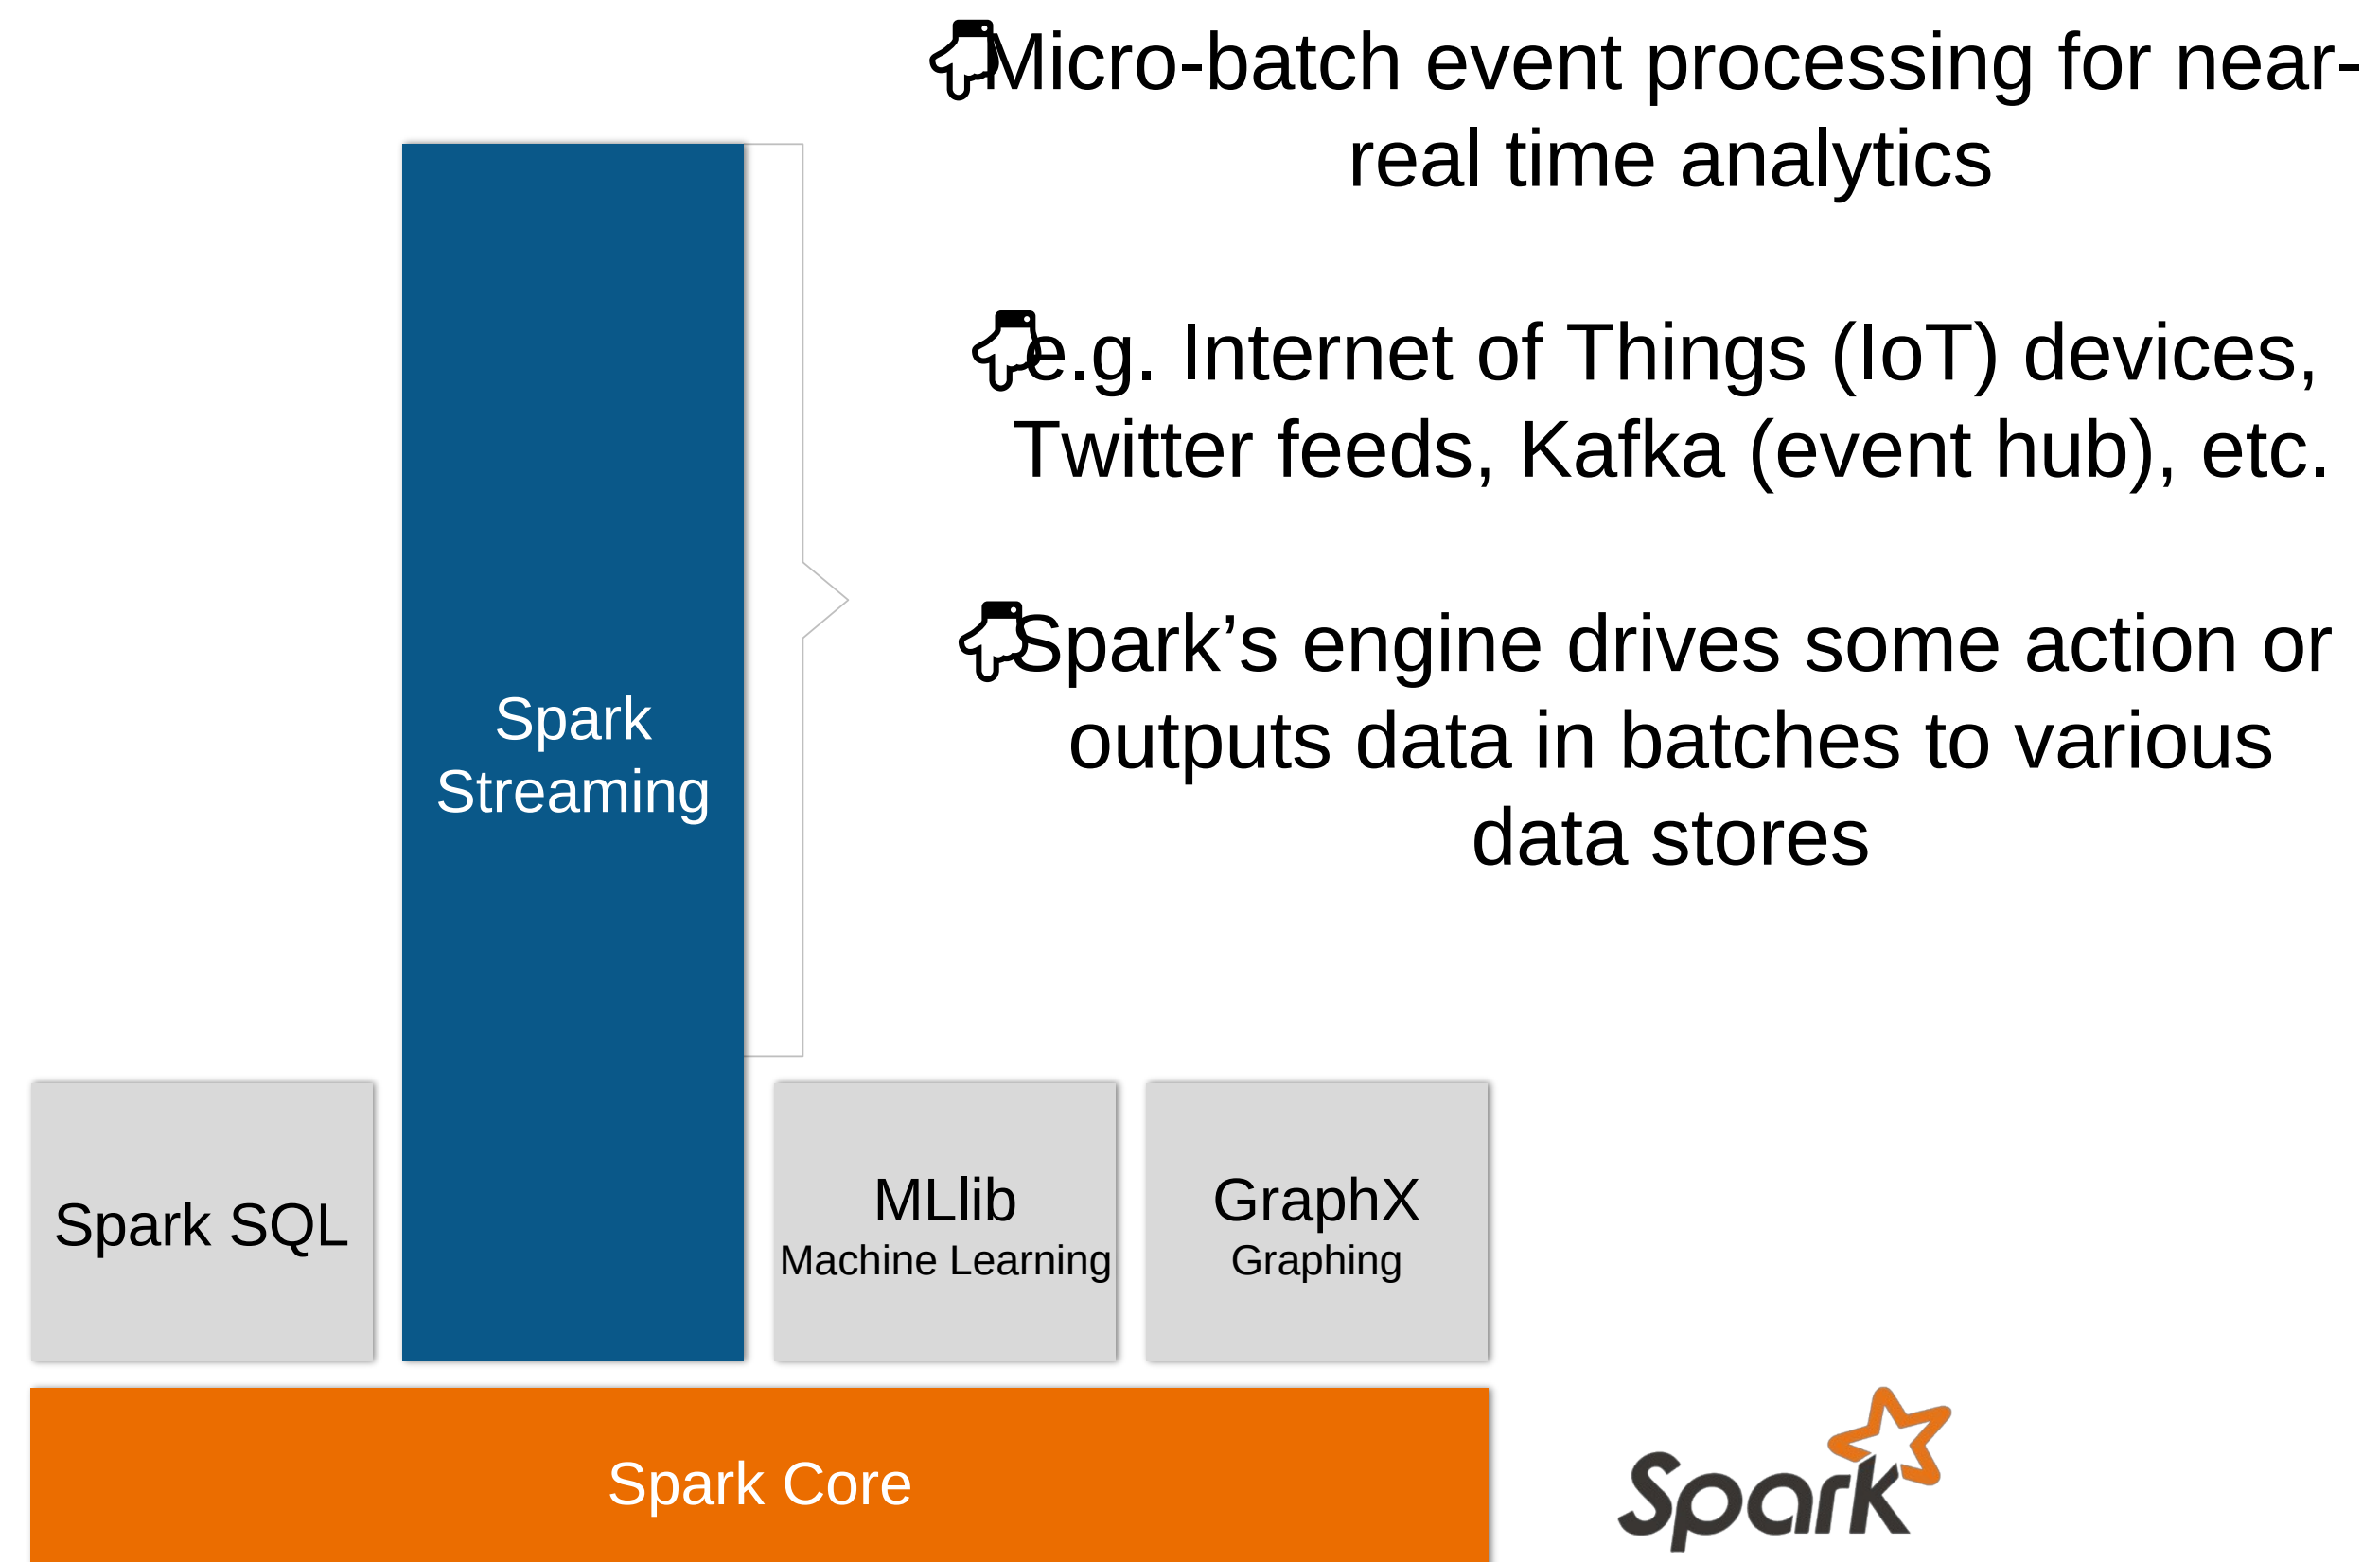 Micro-batch event processing for near-
real time analytics
e.g. Internet of Things (IoT) devices,
Twitter feeds, Kafka (event hub), etc.
Spark’s engine drives some action or
outputs data in batches to various
data stores
Spark
Streaming
Spark SQL
MLlib
Machine Learning
GraphX
Graphing
Spark Core
Spark